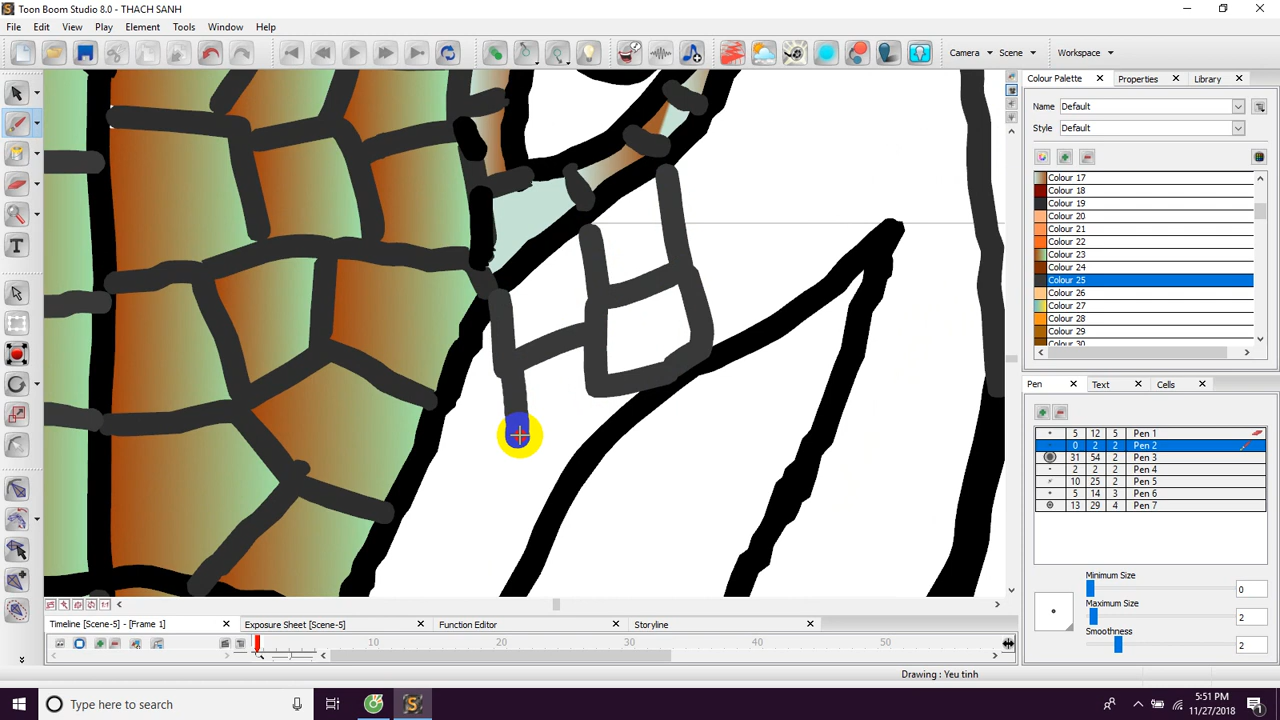 Toon Boom Studio 8.0 - THACH SANH
File Edit View Play Element Tools Window Help
Camera Scene Workspace
Colour Palette Properties Library
Name Default
Style Default
Colour 17
Colour 18
Colour 19
Colour 20
Colour 21
Colour 22
Colour 23
Colour 24
Colour 25
Colour 26
Colour 27
Colour 28
Colour 29
Colour 30
Pen Text Cells
5 12 5 Pen 1
0 2 2 Pen 2
31 54 2 Pen 3
2 2 2 Pen 4
10 25 2 Pen 5
5 14 3 Pen 6
13 29 4 Pen 7
Minimum Size
0
Maximum Size
2
Smoothness
2
Timeline [Scene-5] - [Frame 1] Exposure Sheet [Scene-5] Function Editor Storyline
10 20 30 40 50
Drawing : Yeu tinh
Type here to search
5:51 PM
11/27/2018